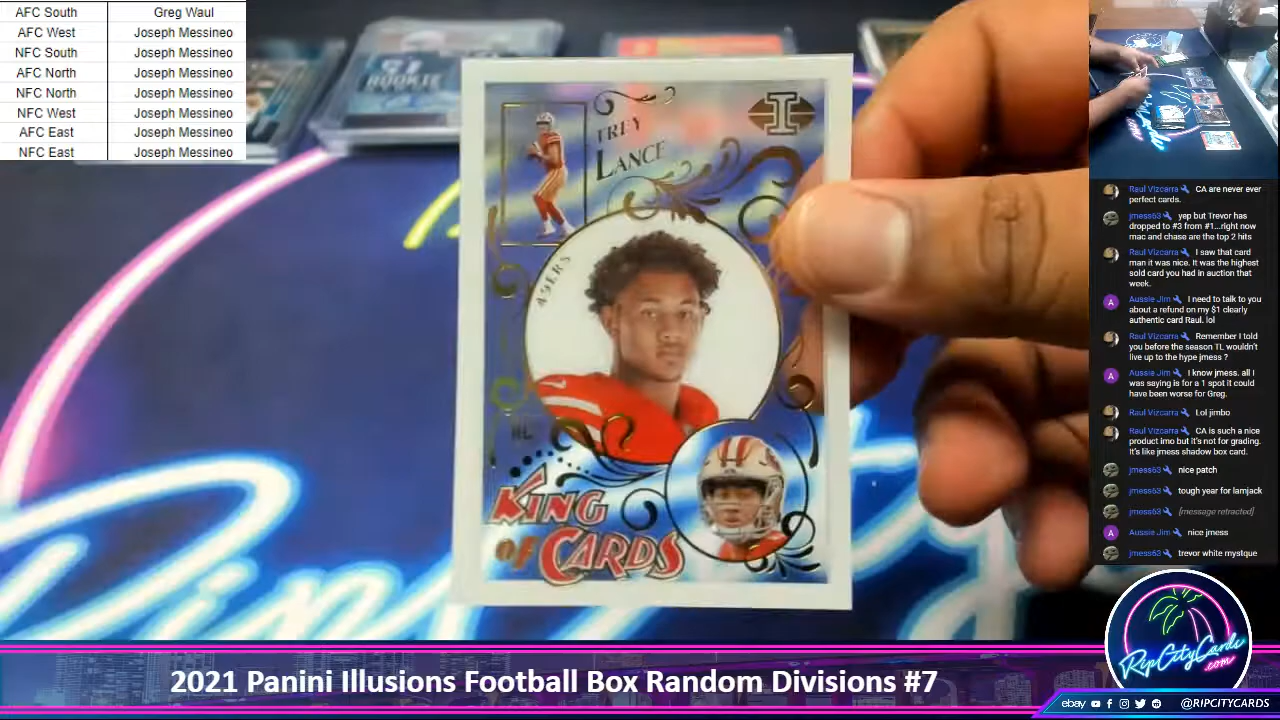 AFC South Greg Waul
AFC West Joseph Messineo
NFC South Joseph Messineo
AFC North Joseph Messineo
NFC North Joseph Messineo
NFC West Joseph Messineo
AFC East Joseph Messineo
NFC East Joseph Messineo
ROOKIE
TREY
LANCE
I
49ERS
KING
OF CARDS
Raul Vizcarra CA are never ever
perfect cards.
jmess63 yep but Trevor has
dropped to #3 from #1...right now
mac and chase are the top 2 hits
Raul Vizcarra I saw that card
man it was nice. It was the highest
sold card you had in auction that
week.
A Aussie Jim I need to talk to you
about a refund on my $1 clearly
authentic card Raul. lol
Raul Vizcarra Remember I told
you before the season TL wouldn't
live up to the hype jmess ?
A Aussie Jim I know jmess. all I
was saying is for a 1 spot it could
have been worse for Greg.
Raul Vizcarra Lol jimbo
Raul Vizcarra CA is such a nice
product imo but it's not for grading.
It's like jmess shadow box card.
jmess63 nice patch
jmess63 tough year for lamjack
jmess63 [message retracted]
A Aussie Jim nice jmess
jmess63 trevor white mystque
RipCityCards
.com
2021 Panini Illusions Football Box Random Divisions #7
ebay @RIPCITYCARDS